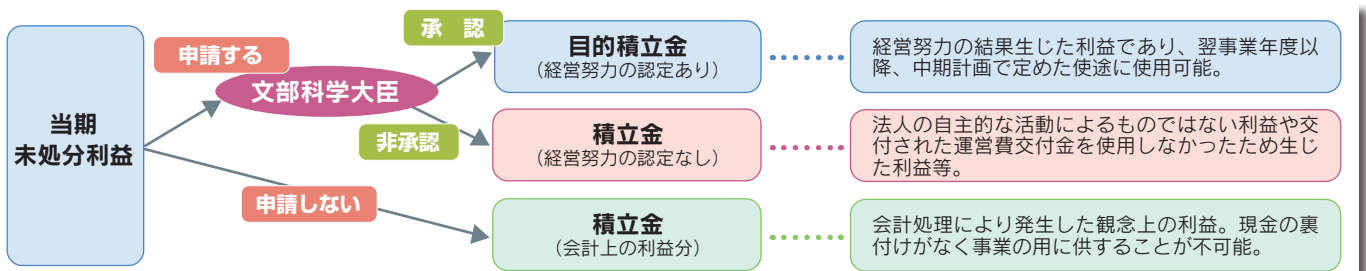 当期
未処分利益
申請する
文部科学大臣
承 認
非承認
申請しない
目的積立金
（経営努力の認定あり）
経営努力の結果生じた利益であり、翌事業年度以
降、中期計画で定めた使途に使用可能。
積立金
（経営努力の認定なし）
法人の自主的な活動によるものではない利益や交
付された運営費交付金を使用しなかったため生じ
た利益等。
積立金
（会計上の利益分）
会計処理により発生した観念上の利益。現金の裏
付けがなく事業の用に供することが不可能。